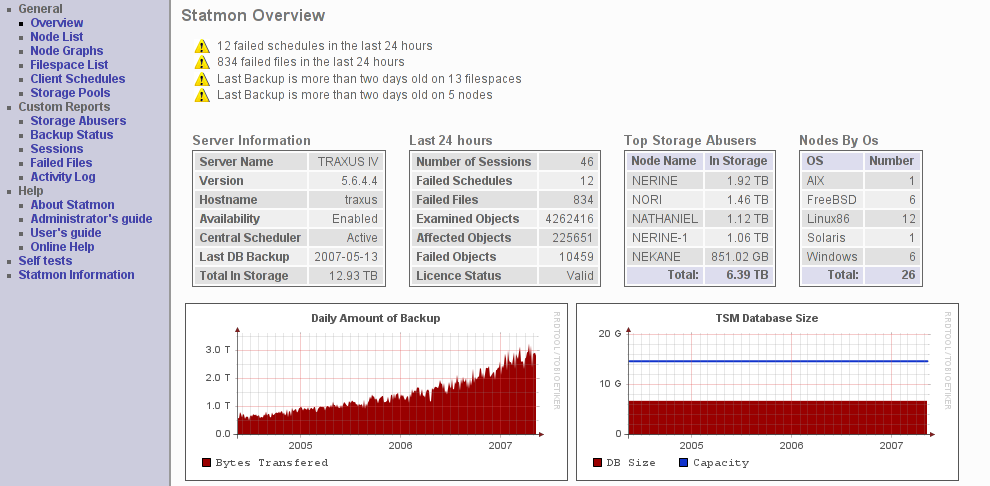 General
Overview
Node List
Node Graphs
Filespace List
Client Schedules
Storage Pools
Custom Reports
Storage Abusers
Backup Status
Sessions
Failed Files
Activity Log
Help
About Statmon
Administrator's guide
User's guide
Online Help
Self tests
Statmon Information
Statmon Overview
12 failed schedules in the last 24 hours
834 failed files in the last 24 hours
Last Backup is more than two days old on 13 filespaces
Last Backup is more than two days old on 5 nodes
Server Information
Server Name TRAXUS IV
Version 5.6.4.4
Hostname traxus
Availability Enabled
Central Scheduler Active
Last DB Backup 2007-05-13
Total In Storage 12.93 TB
Last 24 hours
Number of Sessions 46
Failed Schedules 12
Failed Files 834
Examined Objects 4262416
Affected Objects 225651
Failed Objects 10459
Licence Status Valid
Top Storage Abusers
Node Name In Storage
NERINE 1.92 TB
NORI 1.46 TB
NATHANIEL 1.12 TB
NERINE-1 1.06 TB
NEKANE 851.02 GB
Total: 6.39 TB
Nodes By Os
OS Number
AIX 1
FreeBSD 6
Linux86 12
Solaris 1
Windows 6
Total: 26
Daily Amount of Backup
3.0 T
2.0 T
1.0 T
0.0
2005 2006 2007
Bytes Transfered
RRDTOOL / TOBI OETIKER
TSM Database Size
20 G
10 G
0
2005 2006 2007
DB Size Capacity
RRDTOOL / TOBI OETIKER